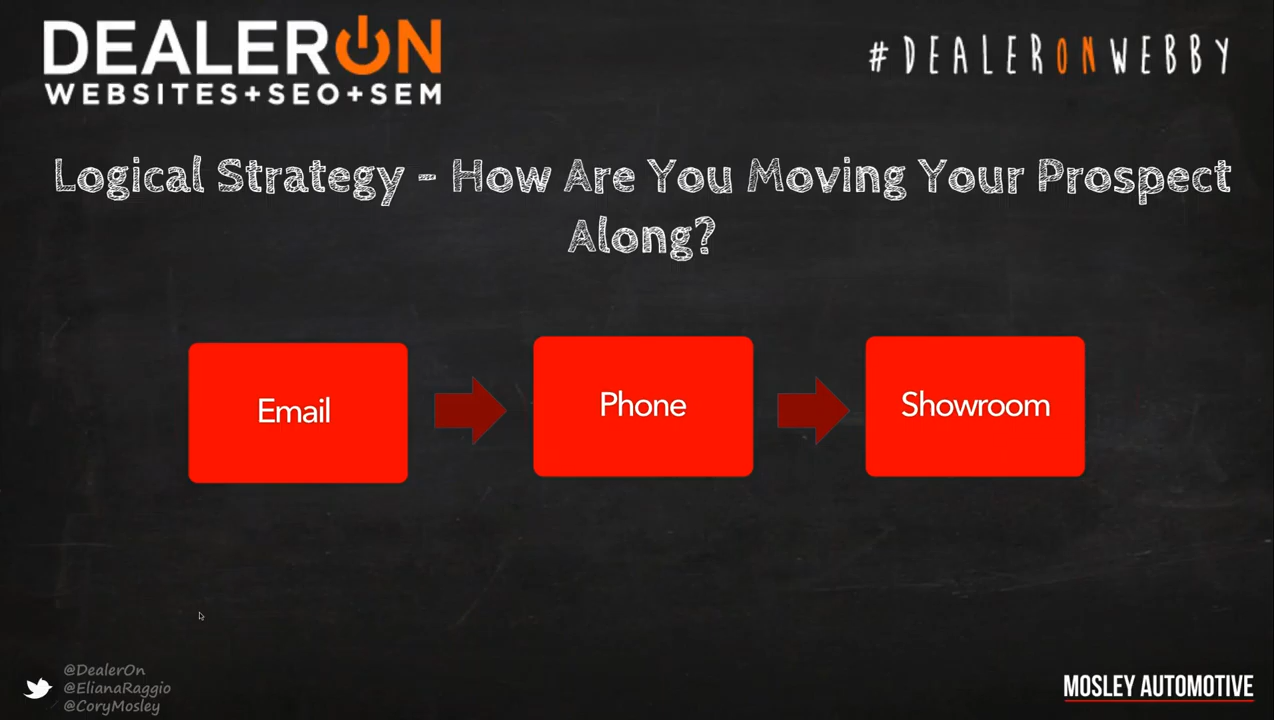 DEALERON
WEBSITES+SEO+SEM
#DEALERONWEBBY
Logical Strategy - How Are You Moving Your Prospect
Along?
Email
Phone
Showroom
@DealerOn
@ElianaRaggio
@CoryMosley
MOSLEY AUTOMOTIVE